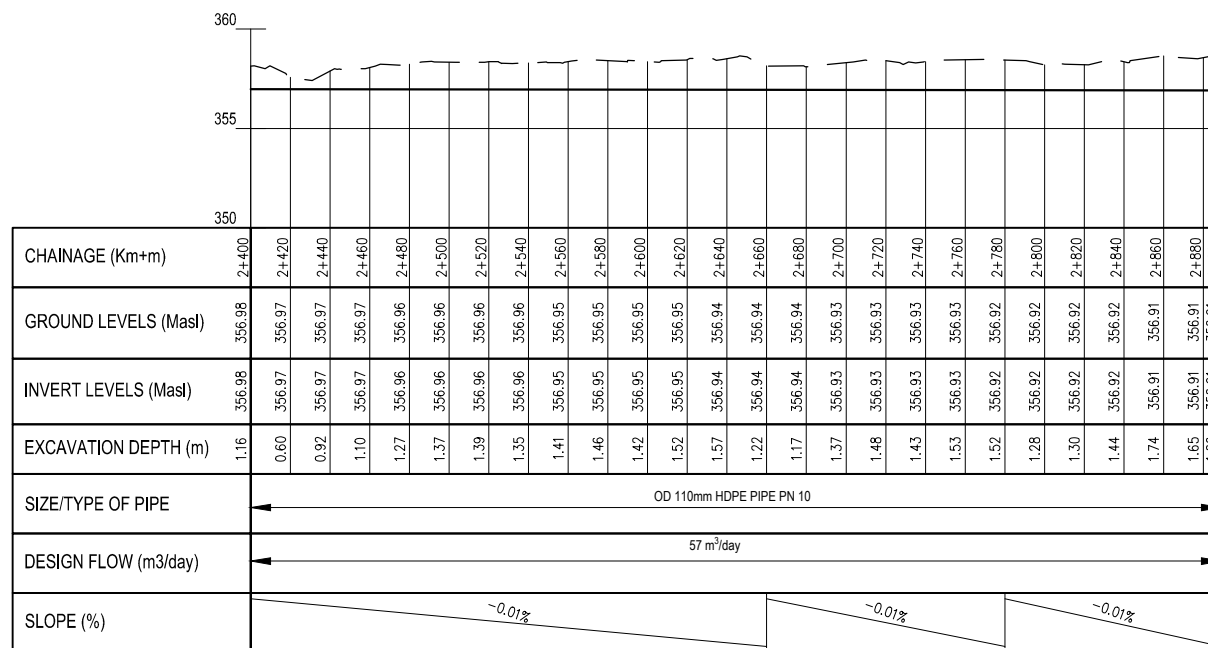 360
355
350
CHAINAGE (Km+m) 2+400 2+420 2+440 2+460 2+480 2+500 2+520 2+540 2+560 2+580 2+600 2+620 2+640 2+660 2+680 2+700 2+720 2+740 2+760 2+780 2+800 2+820 2+840 2+860 2+880
GROUND LEVELS (Masl) 356.98 356.97 356.97 356.97 356.96 356.96 356.96 356.96 356.95 356.95 356.95 356.95 356.94 356.94 356.94 356.93 356.93 356.93 356.93 356.92 356.92 356.92 356.92 356.91 356.91
INVERT LEVELS (Masl) 356.98 356.97 356.97 356.97 356.96 356.96 356.96 356.96 356.95 356.95 356.95 356.95 356.94 356.94 356.94 356.93 356.93 356.93 356.93 356.92 356.92 356.92 356.92 356.91 356.91
EXCAVATION DEPTH (m) 1.16 0.60 0.92 1.10 1.27 1.37 1.39 1.35 1.41 1.46 1.42 1.52 1.57 1.22 1.17 1.37 1.48 1.43 1.53 1.52 1.28 1.30 1.44 1.74 1.65
SIZE/TYPE OF PIPE OD 110mm HDPE PIPE PN 10
DESIGN FLOW (m3/day) 57 m³/day
SLOPE (%) -0.01% -0.01% -0.01%